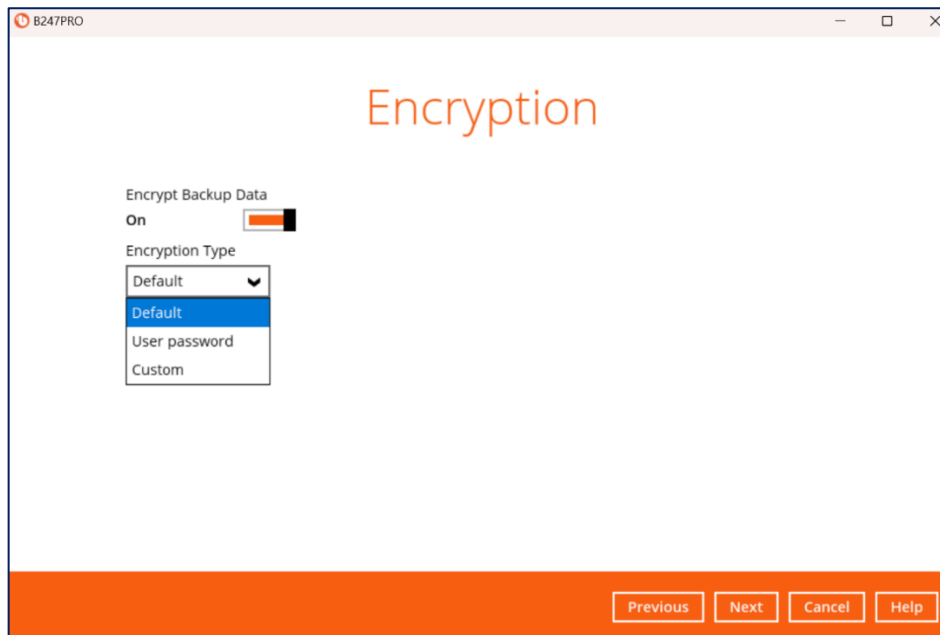 B247PRO
Encryption
Encrypt Backup Data
On
Encryption Type
Default
Default
User password
Custom
Previous Next Cancel Help